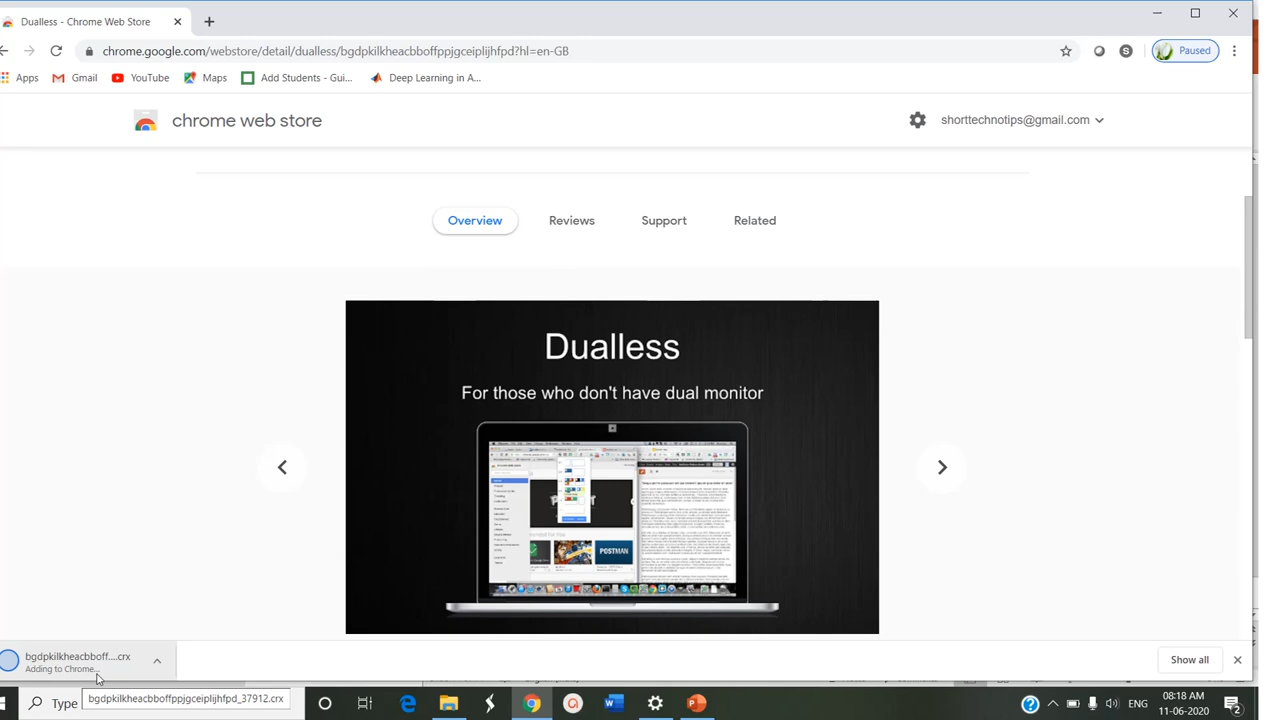 Dualless - Chrome Web Store
chrome.google.com/webstore/detail/dualless/bgdpkilkheacbboffppjgceiplijhfpd?hl=en-GB
Paused
Apps Gmail YouTube Maps Add Students - Gui... Deep Learning in A...
chrome web store
shorttechnotips@gmail.com
Overview Reviews Support Related
Dualless
For those who don't have dual monitor
POSTMAN
bgdpkilkheacbboff....crx
Adding to Chrome...
Show all
Type
bgdpkilkheacbboffppjgceiplijhfpd_37912.crx
ENG
08:18 AM
11-06-2020
2